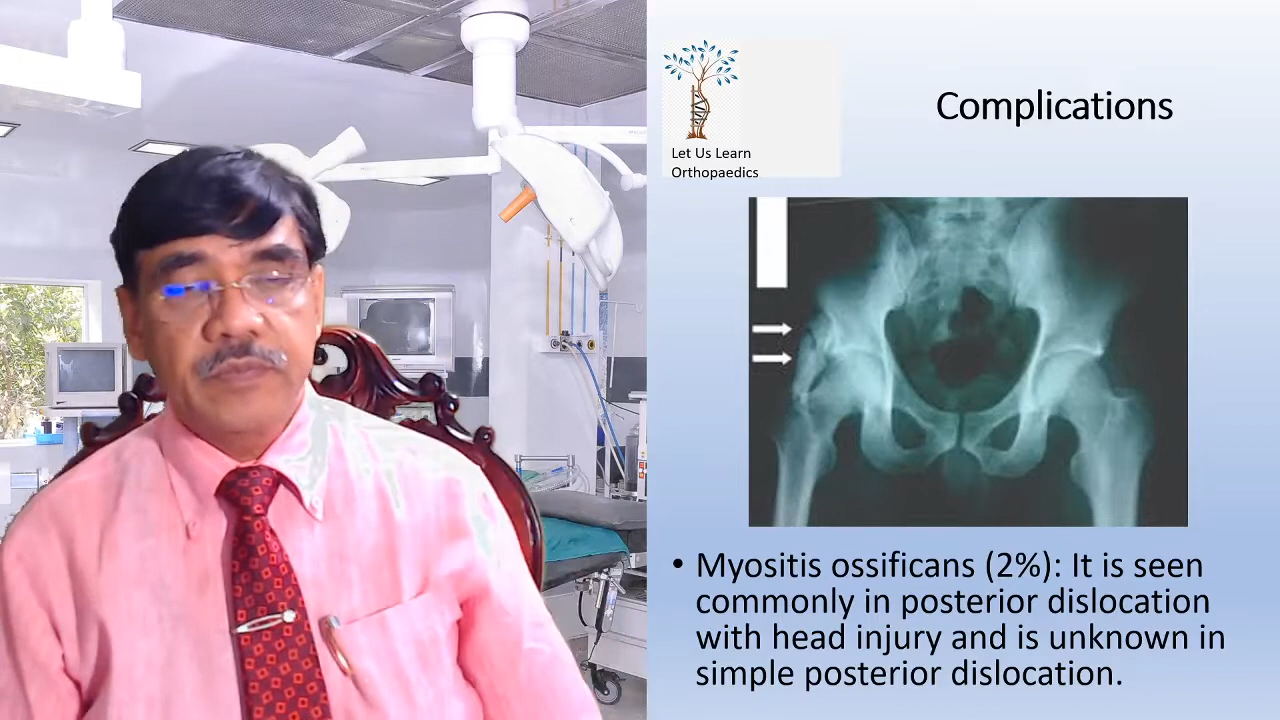 Let Us Learn
Orthopaedics
Complications
• Myositis ossificans (2%): It is seen
commonly in posterior dislocation
with head injury and is unknown in
simple posterior dislocation.